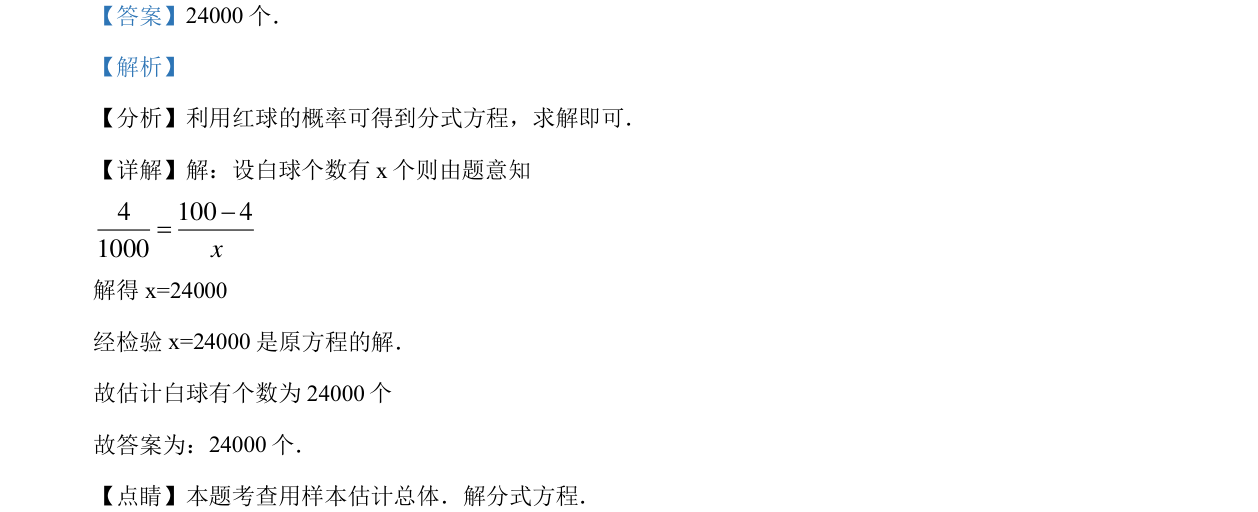 【答案】24000 个．
【解析】
【分析】利用红球的概率可得到分式方程，求解即可．
【详解】解：设白球个数有 x 个则由题意知
4/1000 = (100−4)/x
解得 x=24000
经检验 x=24000 是原方程的解．
故估计白球有个数为 24000 个
故答案为：24000 个．
【点睛】本题考查用样本估计总体．解分式方程．